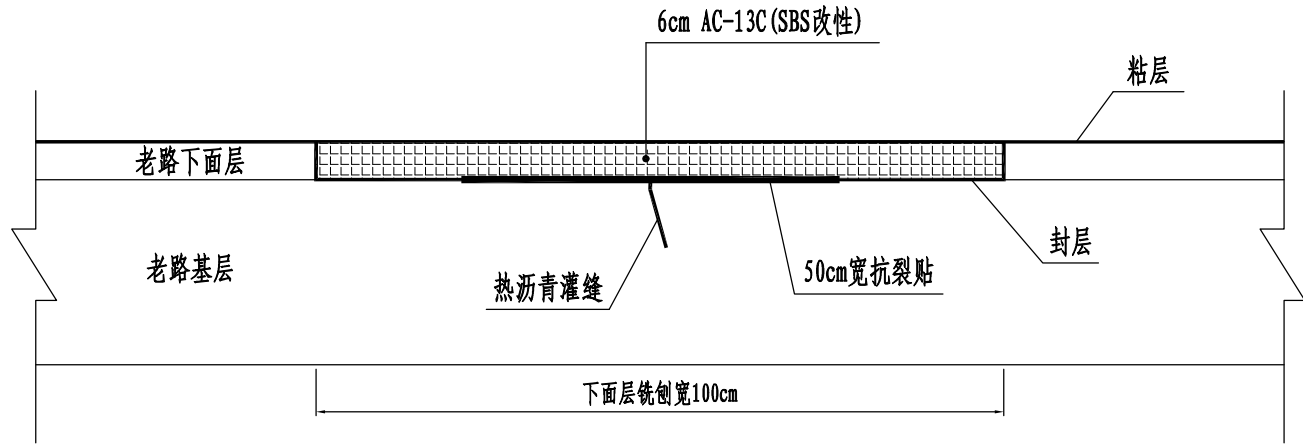 6cm AC-13C(SBS改性)
粘层
老路下面层
封层
老路基层
50cm宽抗裂贴
热沥青灌缝
下面层铣刨宽100cm